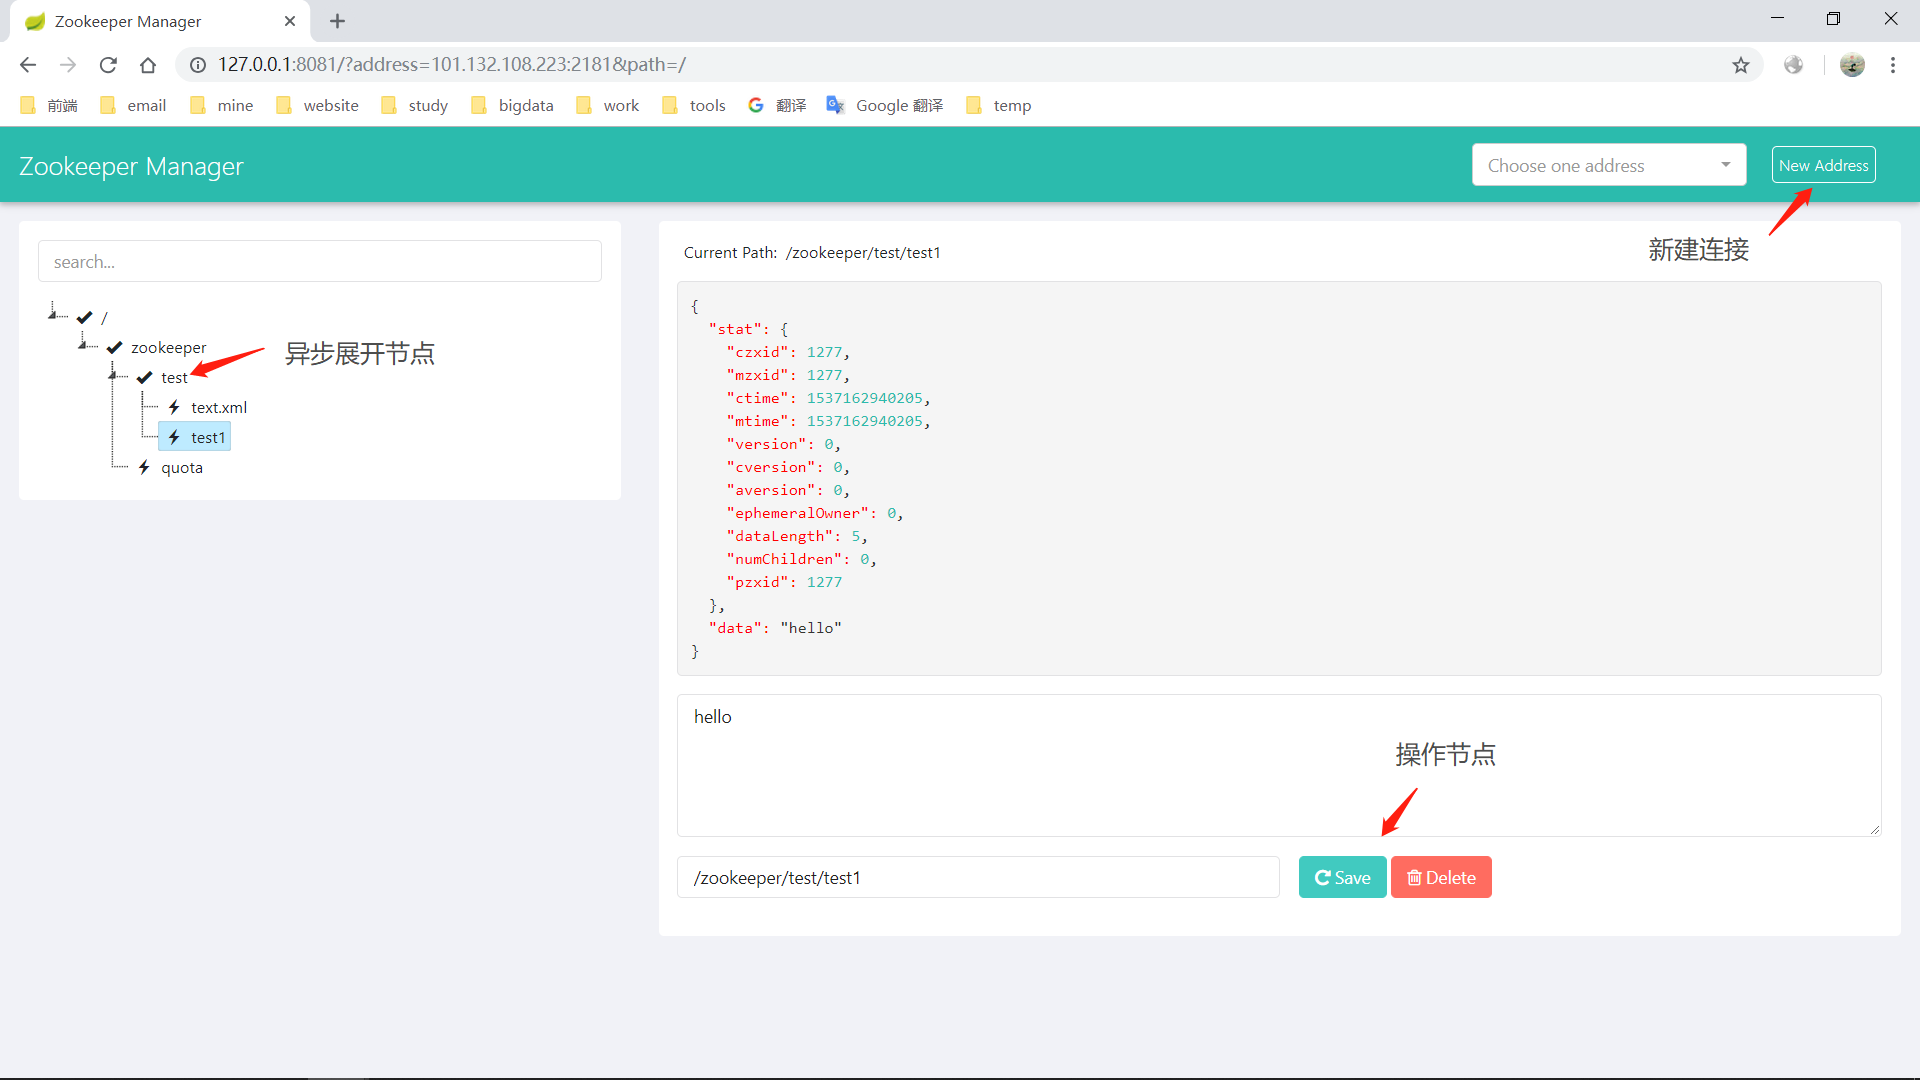 Zookeeper Manager
127.0.0.1:8081/?address=101.132.108.223:2181&path=/
前端 email mine website study bigdata work tools 翻译 Google 翻译 temp
Zookeeper Manager
Choose one address
New Address
新建连接
search...
/
zookeeper
异步展开节点
test
text.xml
test1
quota
Current Path: /zookeeper/test/test1
{
"stat": {
"czxid": 1277,
"mzxid": 1277,
"ctime": 1537162940205,
"mtime": 1537162940205,
"version": 0,
"cversion": 0,
"aversion": 0,
"ephemeralOwner": 0,
"dataLength": 5,
"numChildren": 0,
"pzxid": 1277
},
"data": "hello"
}
hello
操作节点
/zookeeper/test/test1
Save
Delete